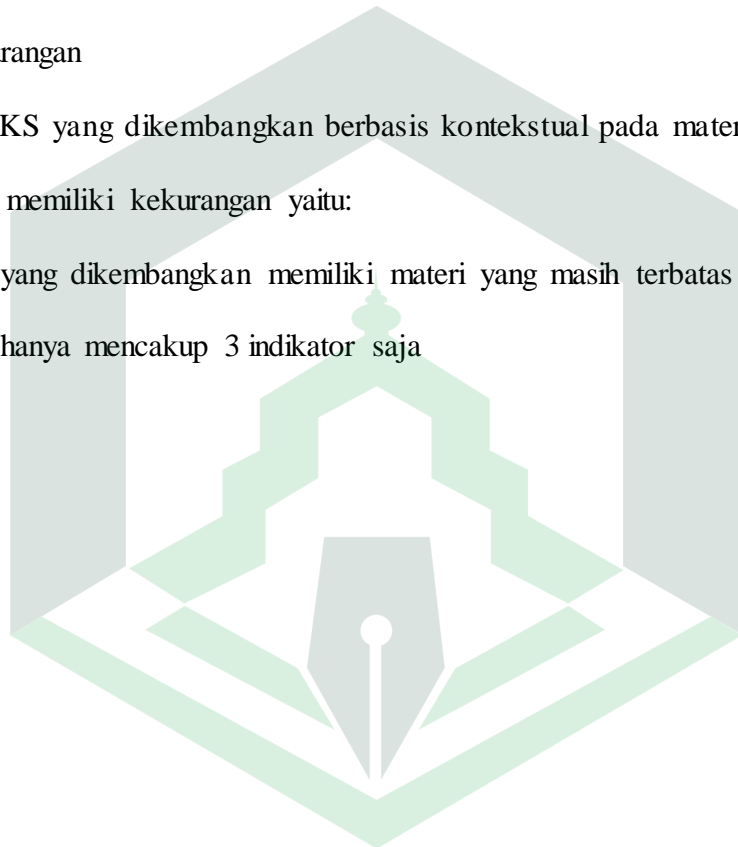 rangan
KS yang dikembangkan berbasis kontekstual pada mater
memiliki kekurangan yaitu:
yang dikembangkan memiliki materi yang masih terbatas
hanya mencakup 3 indikator saja